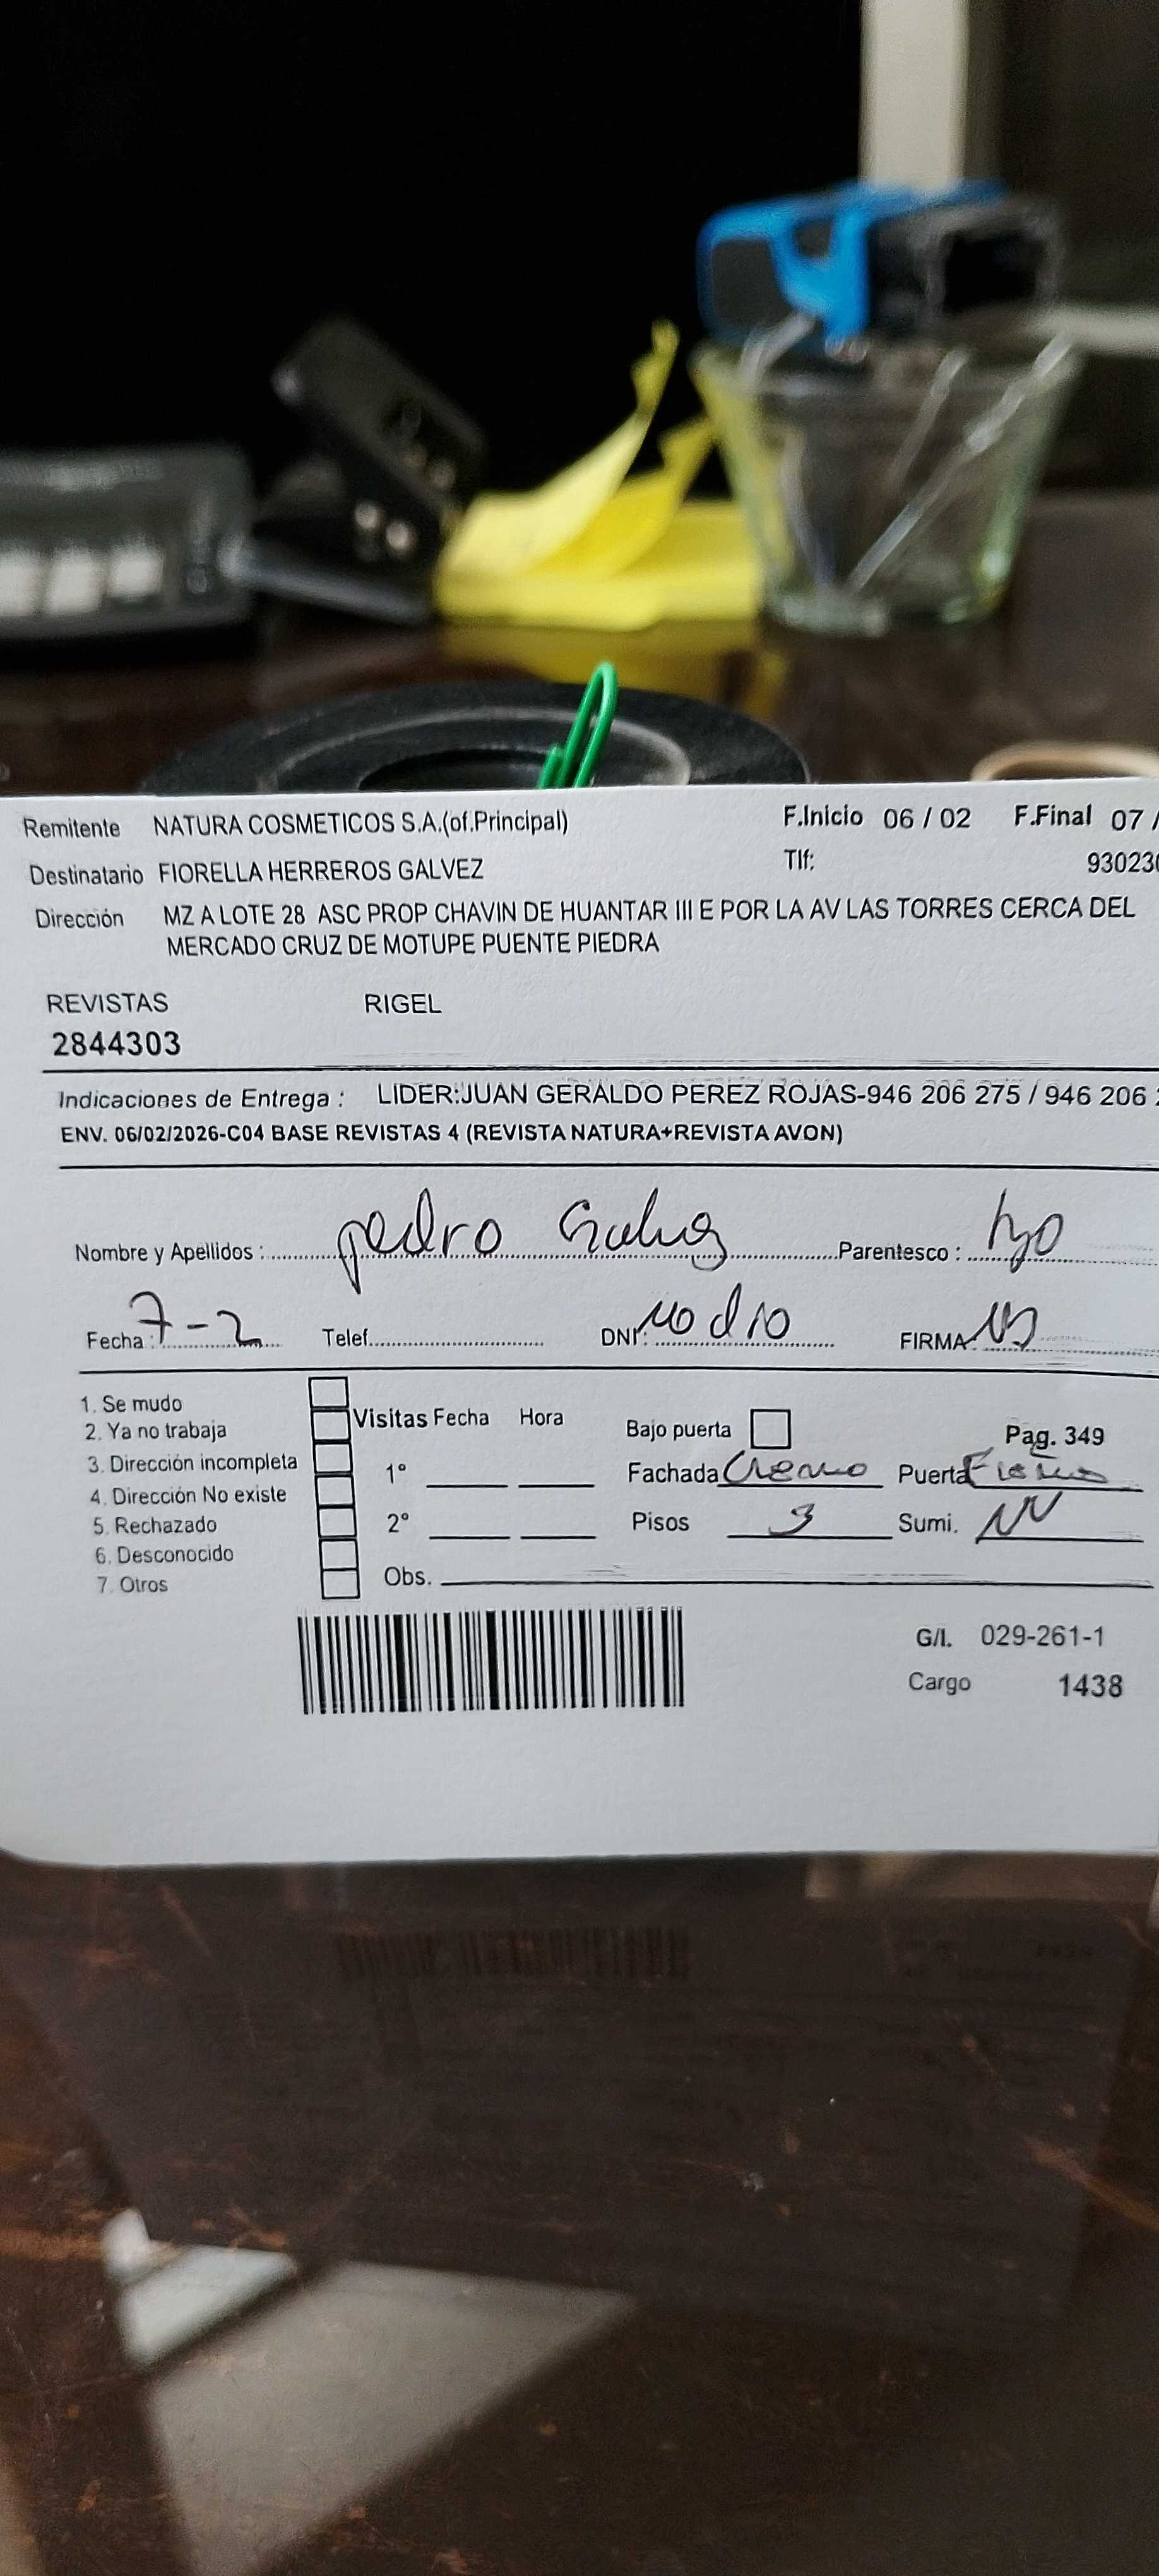 Remitente NATURA COSMETICOS S.A.(of.Principal) F.Inicio 06 / 02 F.Final 07 /
Destinatario FIORELLA HERREROS GALVEZ Tlf: 930230
Dirección MZ A LOTE 28 ASC PROP CHAVIN DE HUANTAR III E POR LA AV LAS TORRES CERCA DEL
MERCADO CRUZ DE MOTUPE PUENTE PIEDRA
REVISTAS RIGEL
2844303
Indicaciones de Entrega : LIDER:JUAN GERALDO PEREZ ROJAS-946 206 275 / 946 206
ENV. 06/02/2026-C04 BASE REVISTAS 4 (REVISTA NATURA+REVISTA AVON)
Nombre y Apellidos : pedro Galvez Parentesco :
Fecha : 7-2 Telef. DNI: no dio FIRMA
1. Se mudo
2. Ya no trabaja Visitas Fecha Hora Bajo puerta Pag. 349
3. Dirección incompleta 1° Fachada Cremo Puerta
4. Dirección No existe
5. Rechazado 2° Pisos 3 Sumi.
6. Desconocido
7. Otros Obs.
G/I. 029-261-1
Cargo 1438